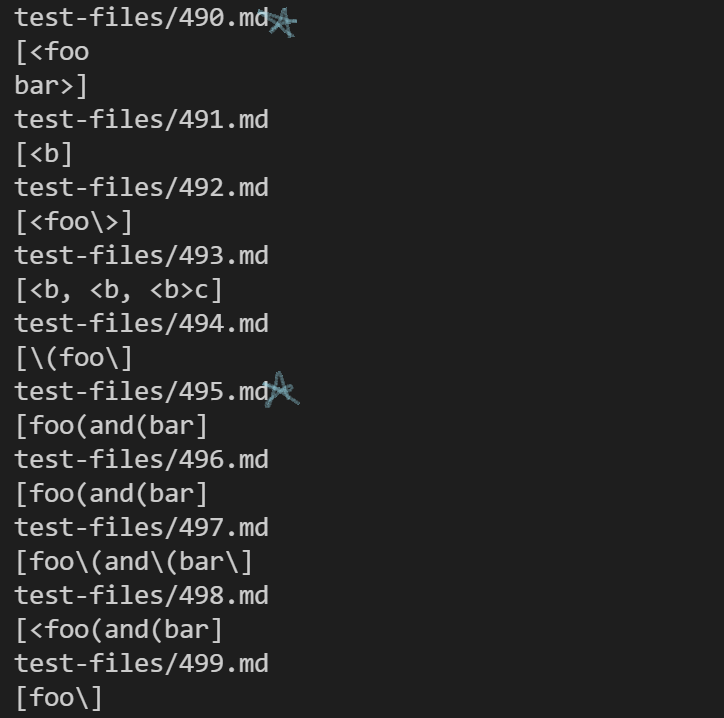 test-files/490.md
[<foo
bar>]
test-files/491.md
[<b]
test-files/492.md
[<foo\>]
test-files/493.md
[<b, <b, <b>c]
test-files/494.md
[\(foo\]
test-files/495.md
[foo(and(bar]
test-files/496.md
[foo(and(bar]
test-files/497.md
[foo\(and\(bar\]
test-files/498.md
[<foo(and(bar]
test-files/499.md
[foo\]